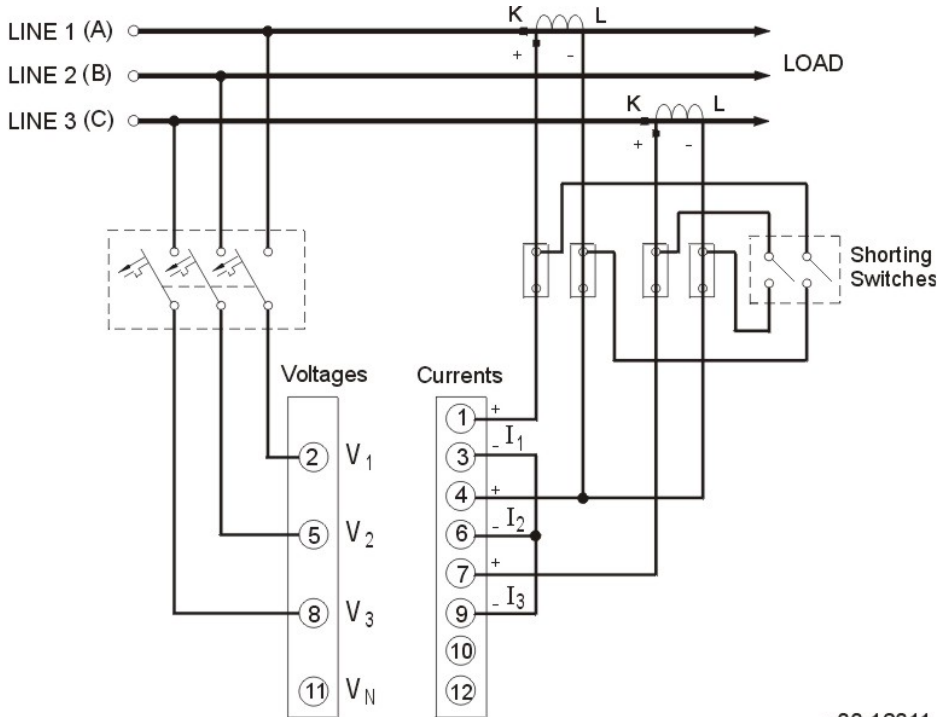 K L
LINE 1 (A)
+ -
LINE 2 (B)
LOAD
K L
LINE 3 (C)
+ -
Shorting
Switches
Voltages
Currents
1 +
2 V1
3 - I1
4 +
5 V2
6 - I2
7 +
8 V3
9 - I3
10
11 VN
12